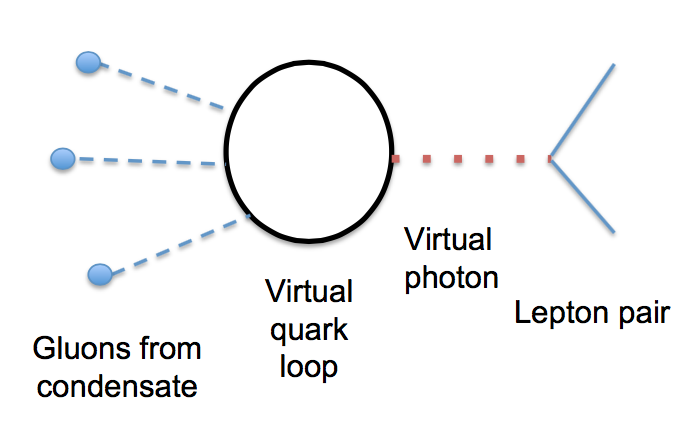 Gluons from
condensate
Virtual
quark
loop
Virtual
photon
Lepton pair